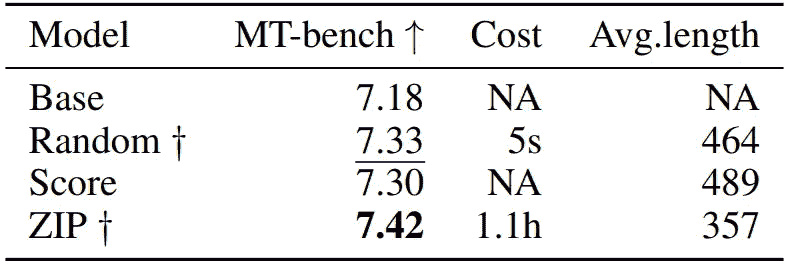 Model MT-bench ↑ Cost Avg.length
Base 7.18 NA NA
Random † 7.33 5s 464
Score 7.30 NA 489
ZIP † 7.42 1.1h 357